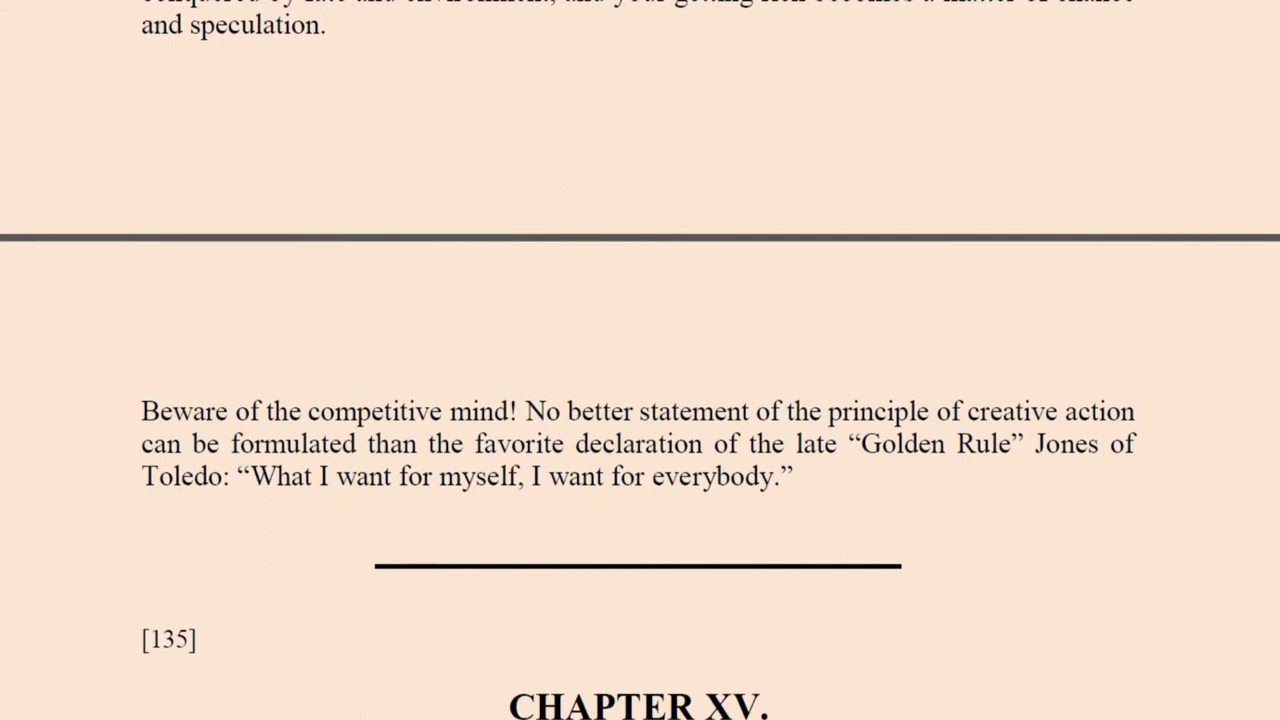 and speculation.
Beware of the competitive mind! No better statement of the principle of creative action
can be formulated than the favorite declaration of the late “Golden Rule” Jones of
Toledo: “What I want for myself, I want for everybody.”
[135]
CHAPTER XV.